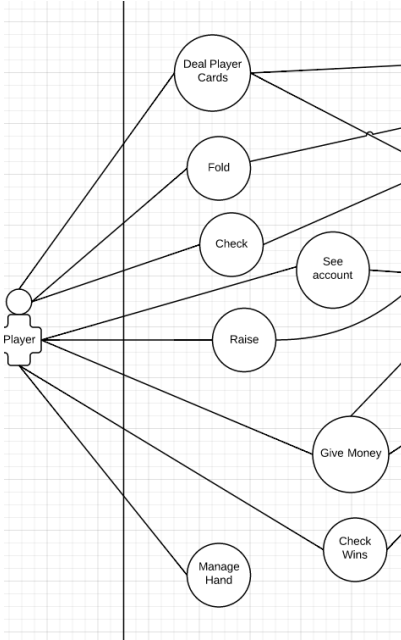 Deal Player
Cards
Fold
Check
See
account
Player
Raise
Give Money
Check
Wins
Manage
Hand